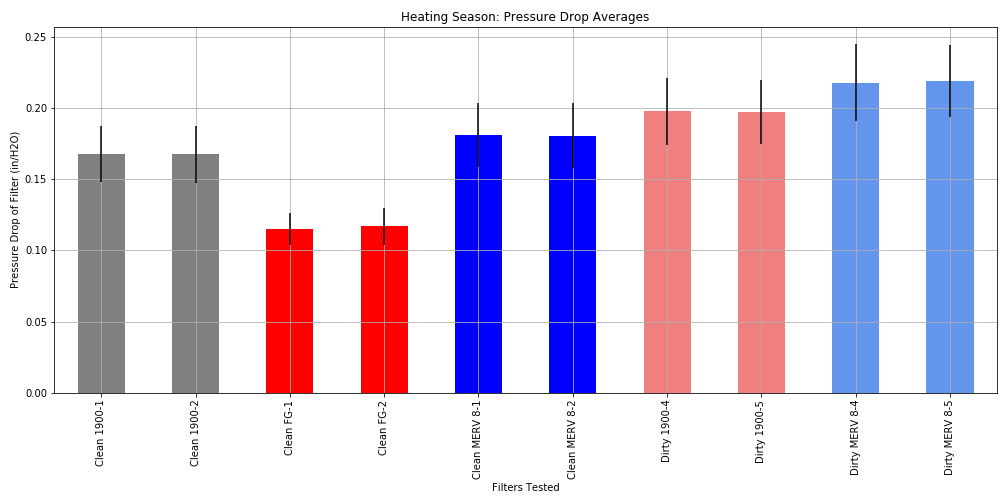 Heating Season: Pressure Drop Averages
Pressure Drop of Filter (in/H2O)
0.25
0.20
0.15
0.10
0.05
0.00
Clean 1900-1
Clean 1900-2
Clean FG-1
Clean FG-2
Clean MERV 8-1
Clean MERV 8-2
Dirty 1900-4
Dirty 1900-5
Dirty MERV 8-4
Dirty MERV 8-5
Filters Tested